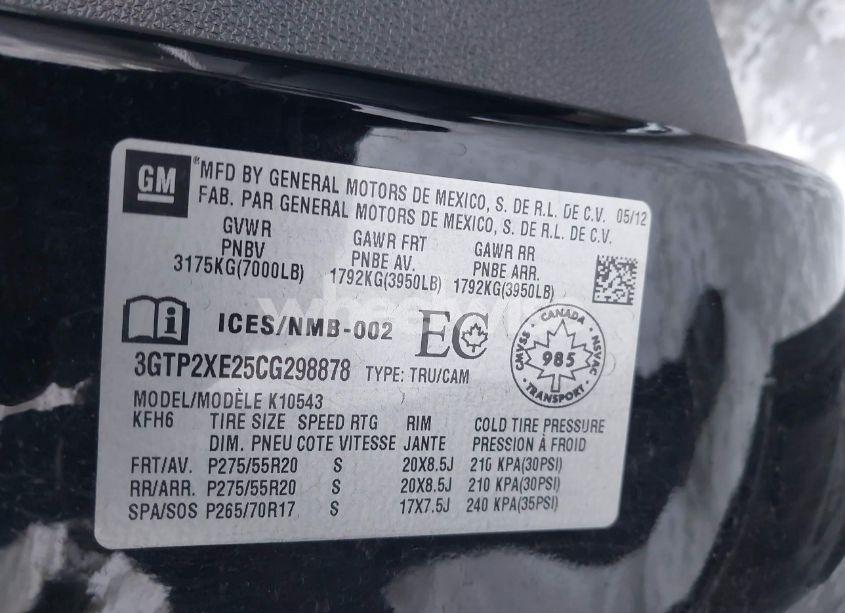 GM
®MFD BY GENERAL MOTORS DE MEXICO, S. DE R.L. DE C.V. 05/12
FAB. PAR GENERAL MOTORS DE MEXICO, S. DE R.L. DE C.V.
GVWR GAWR FRT GAWR RR
PNBV PNBE AV. PNBE ARR.
3175KG(7000LB) 1792KG(3950LB) 1792KG(3950LB)
i ICES/NMB-002 EC
CANADA
CMVSS 985 NSVAC
TRANSPORT
3GTP2XE25CG298878 TYPE: TRU/CAM
MODEL/MODÈLE K10543
KFH6 TIRE SIZE SPEED RTG RIM COLD TIRE PRESSURE
DIM. PNEU COTE VITESSE JANTE PRESSION À FROID
FRT/AV. P275/55R20 S 20X8.5J 210 KPA(30PSI)
RR/ARR. P275/55R20 S 20X8.5J 210 KPA(30PSI)
SPA/SOS P265/70R17 S 17X7.5J 240 KPA(35PSI)